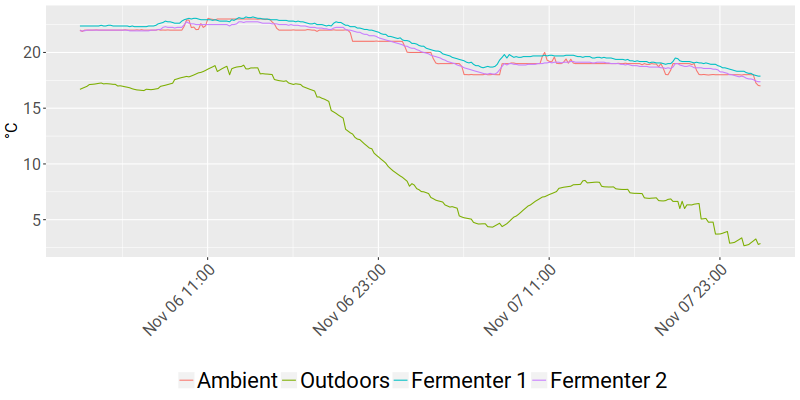 20
15
10
5
°C
Nov 06 11:00
Nov 06 23:00
Nov 07 11:00
Nov 07 23:00
Ambient Outdoors Fermenter 1 Fermenter 2